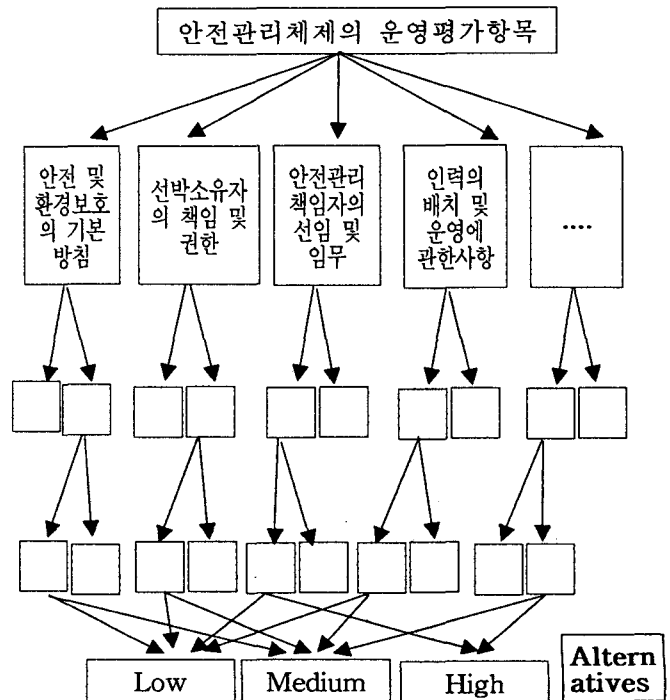 안전관리체제의 운영평가항목
안전 및
환경보호
의 기본
방침
선박소유자
의 책임 및
권한
안전관리
책임자의
선임 및
임무
인력의
배치 및
운영에
관한사항
....
Low
Medium
High
Altern
atives